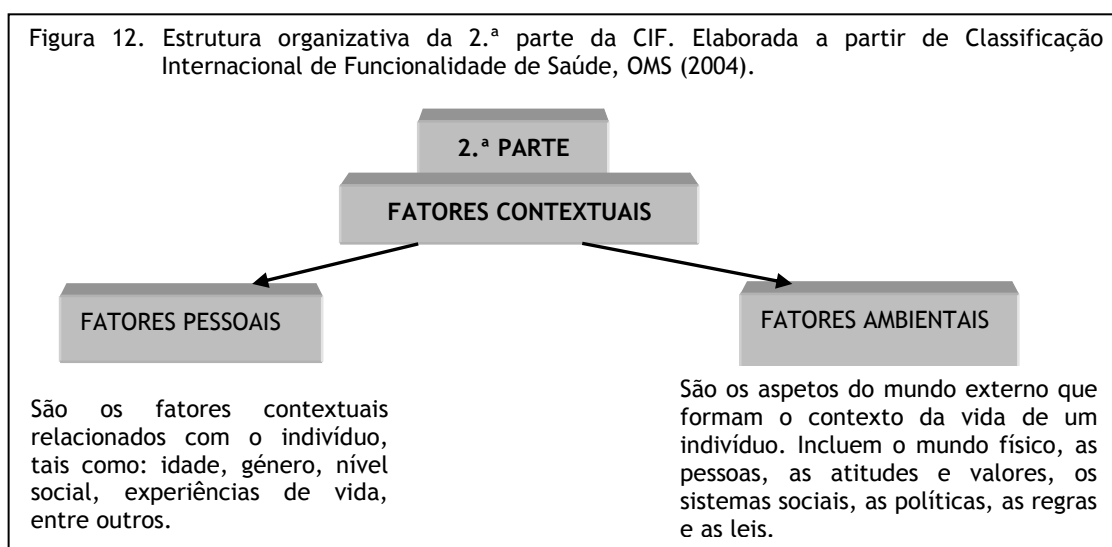 Figura 12. Estrutura organizativa da 2.ª parte da CIF. Elaborada a partir de Classificação
Internacional de Funcionalidade de Saúde, OMS (2004).
2.ª PARTE
FATORES CONTEXTUAIS
FATORES PESSOAIS
FATORES AMBIENTAIS
São os fatores contextuais
relacionados com o indivíduo,
tais como: idade, género, nível
social, experiências de vida,
entre outros.
São os aspetos do mundo externo que
formam o contexto da vida de um
indivíduo. Incluem o mundo físico, as
pessoas, as atitudes e valores, os
sistemas sociais, as políticas, as regras
e as leis.